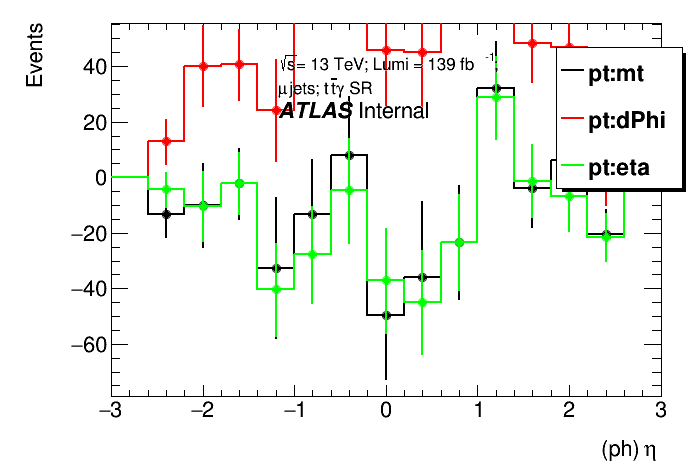 Events
√s= 13 TeV; Lumi = 139 fb⁻¹
μjets; tt̄γ SR
ATLAS Internal
pt:mt
pt:dPhi
pt:eta
40
20
0
−20
−40
−60
−3 −2 −1 0 1 2 3
(ph) η